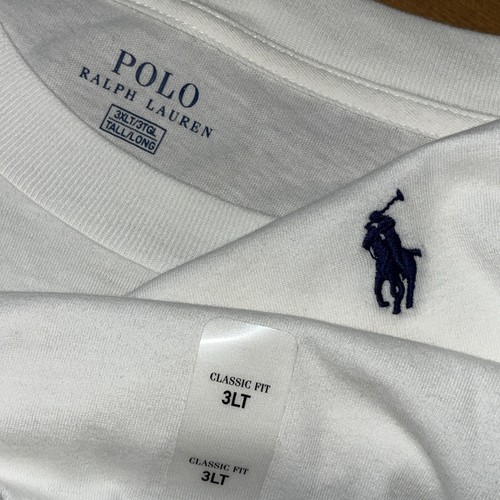 POLO
RALPH LAUREN
3XLT/3TGL
TALL/LONG
CLASSIC FIT
3LT
CLASSIC FIT
3LT